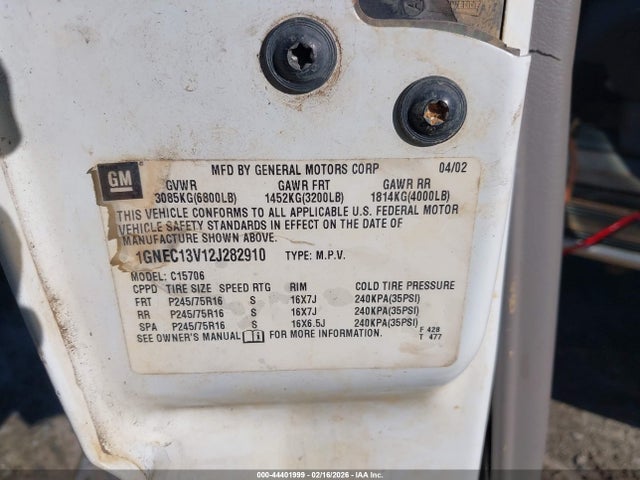 GM
MFD BY GENERAL MOTORS CORP 04/02
GVWR GAWR FRT GAWR RR
3085KG(6800LB) 1452KG(3200LB) 1814KG(4000LB)
THIS VEHICLE CONFORMS TO ALL APPLICABLE U.S. FEDERAL MOTOR
VEHICLE SAFETY STANDARDS IN EFFECT ON THE DATE OF
MANUFACTURE SHOWN ABOVE.
1GNEC13V12J282910 TYPE: M.P.V.
MODEL: C15706
CPPD TIRE SIZE SPEED RTG RIM COLD TIRE PRESSURE
FRT P245/75R16 S 16X7J 240KPA(35PSI)
RR P245/75R16 S 16X7J 240KPA(35PSI)
SPA P245/75R16 S 16X6.5J 240KPA(35PSI)
SEE OWNER'S MANUAL FOR MORE INFORMATION.
F 428
T 477
000-44401999 02/16/2026 IAA Inc.